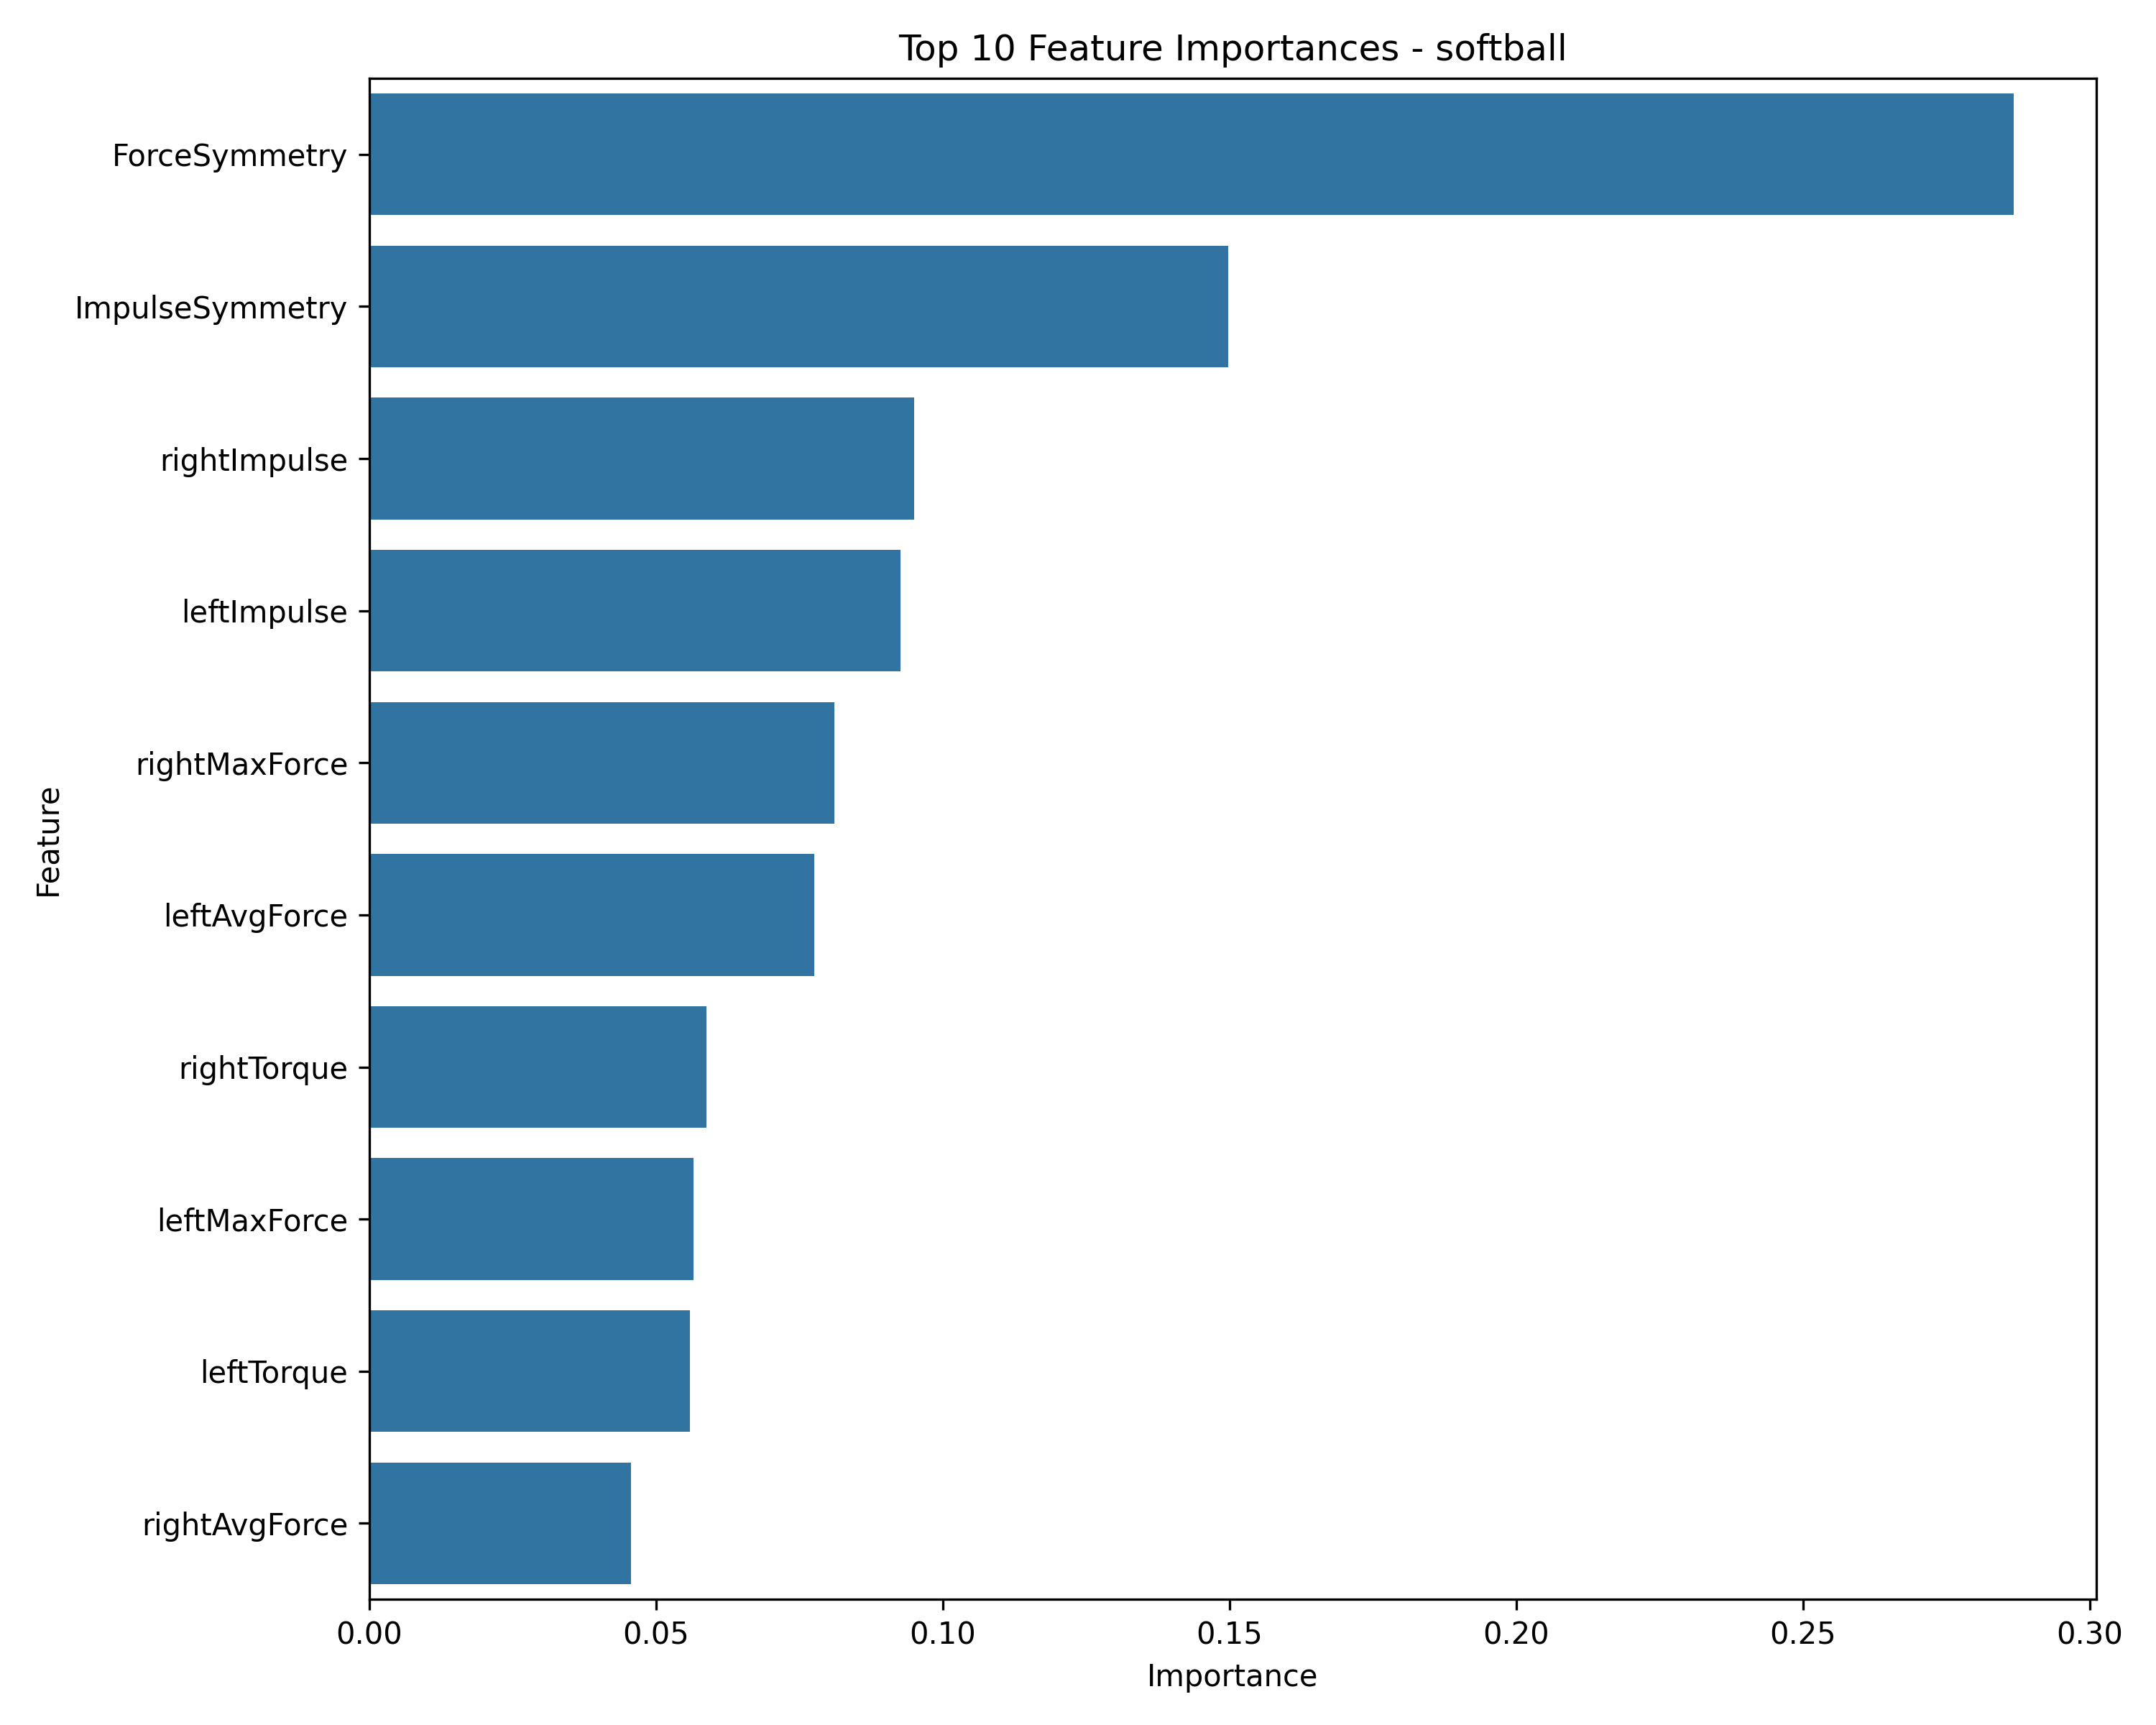 Top 10 Feature Importances - softball
ForceSymmetry
ImpulseSymmetry
rightImpulse
leftImpulse
rightMaxForce
leftAvgForce
rightTorque
leftMaxForce
leftTorque
rightAvgForce
Feature
0.00 0.05 0.10 0.15 0.20 0.25 0.30
Importance